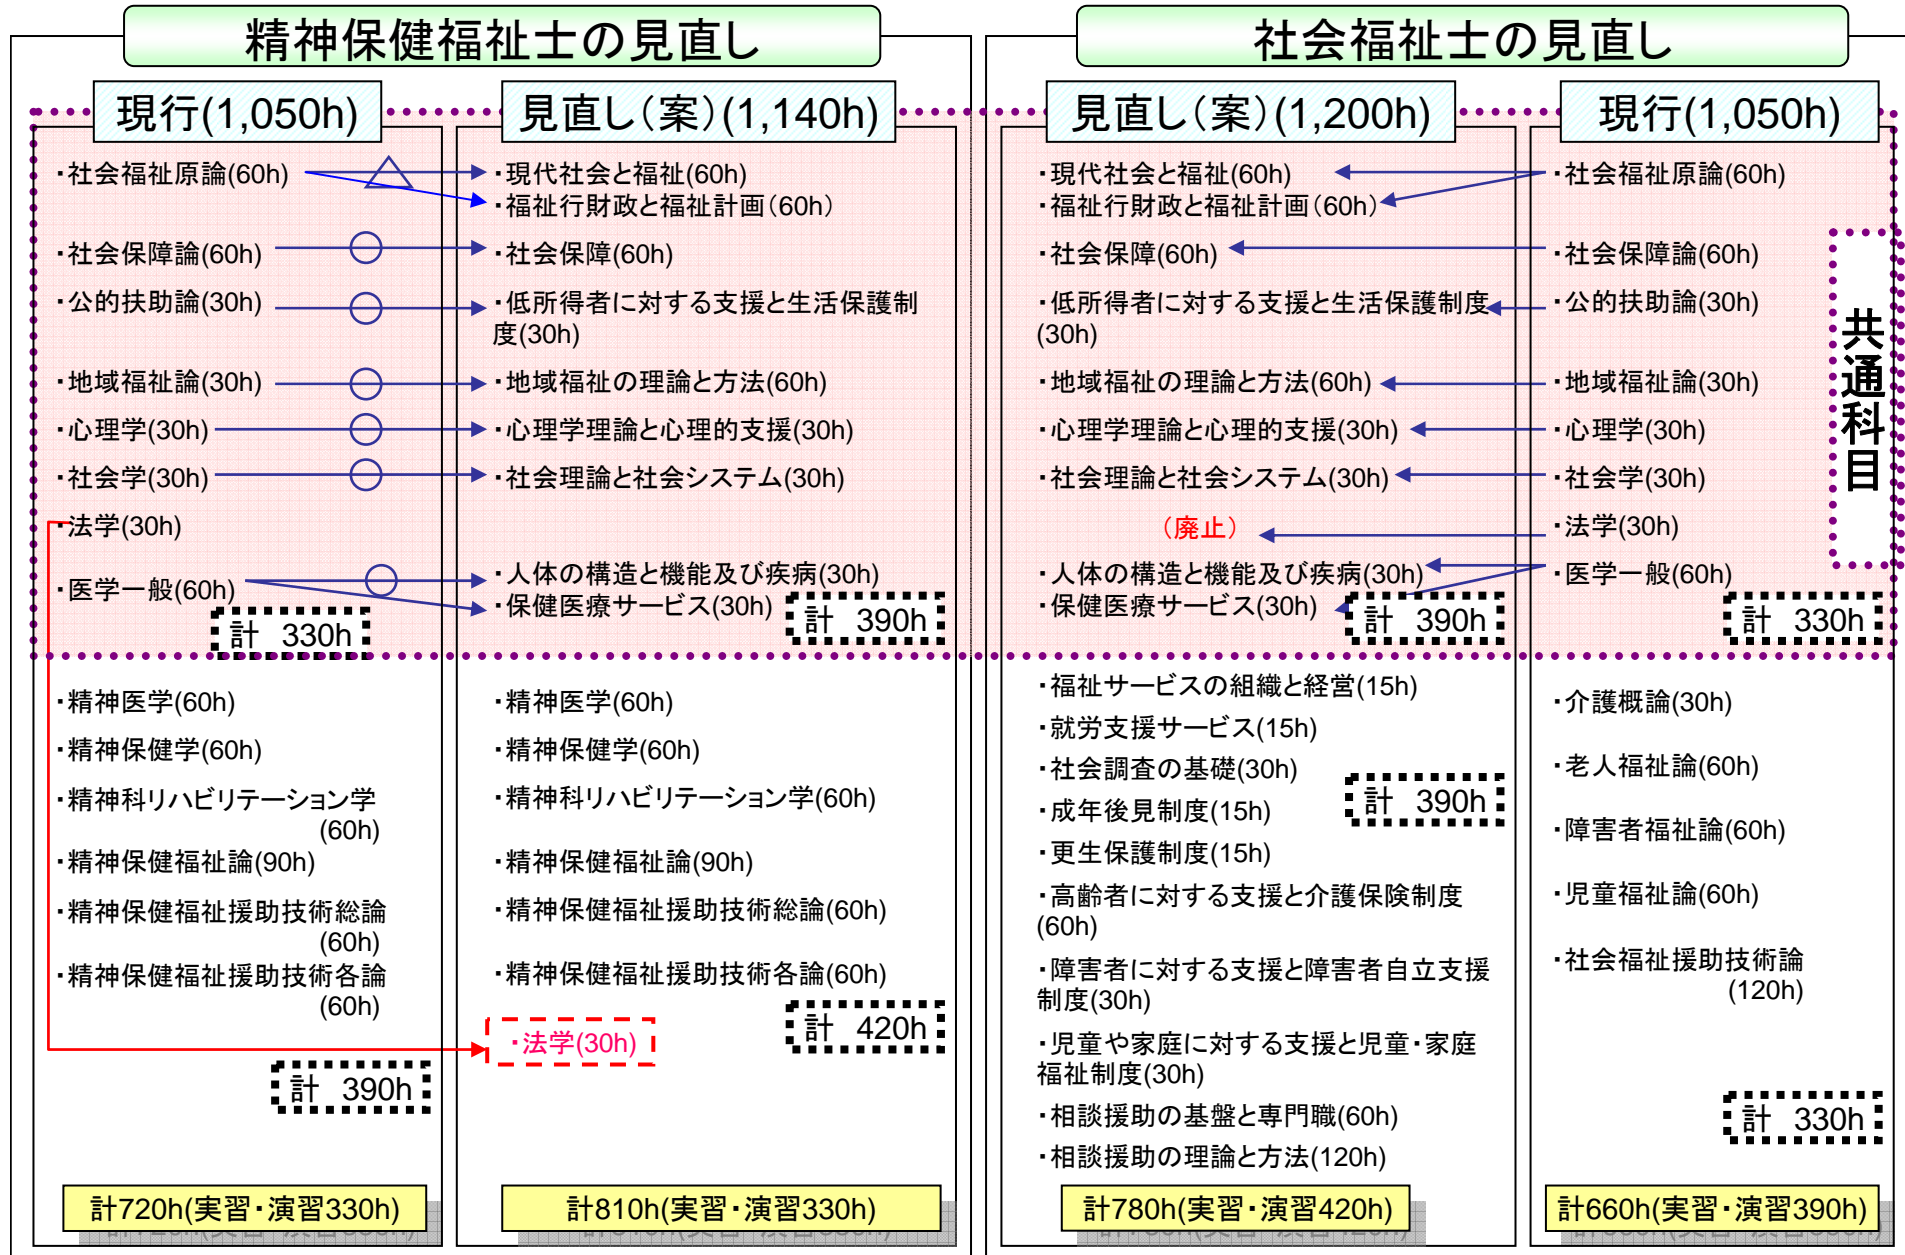 精神保健福祉士の見直し
現行(1,050h)
・社会福祉原論(60h)
・社会保障論(60h)
・公的扶助論(30h)
・地域福祉論(30h)
・心理学(30h)
・社会学(30h)
・法学(30h)
・医学一般(60h)
計 330h
・精神医学(60h)
・精神保健学(60h)
・精神科リハビリテーション学
(60h)
・精神保健福祉論(90h)
・精神保健福祉援助技術総論
(60h)
・精神保健福祉援助技術各論
(60h)
計 390h
計720h(実習・演習330h)
見直し(案)(1,140h)
・現代社会と福祉(60h)
・福祉行財政と福祉計画(60h)
・社会保障(60h)
・低所得者に対する支援と生活保護制
度(30h)
・地域福祉の理論と方法(60h)
・心理学理論と心理的支援(30h)
・社会理論と社会システム(30h)
・人体の構造と機能及び疾病(30h)
・保健医療サービス(30h)
計 390h
・精神医学(60h)
・精神保健学(60h)
・精神科リハビリテーション学(60h)
・精神保健福祉論(90h)
・精神保健福祉援助技術総論(60h)
・精神保健福祉援助技術各論(60h)
計 420h
・法学(30h)
計810h(実習・演習330h)
社会福祉士の見直し
見直し(案)(1,200h)
・現代社会と福祉(60h)
・福祉行財政と福祉計画(60h)
・社会保障(60h)
・低所得者に対する支援と生活保護制度
(30h)
・地域福祉の理論と方法(60h)
・心理学理論と心理的支援(30h)
・社会理論と社会システム(30h)
(廃止)
・人体の構造と機能及び疾病(30h)
・保健医療サービス(30h)
計 390h
・福祉サービスの組織と経営(15h)
・就労支援サービス(15h)
・社会調査の基礎(30h)
計 390h
・成年後見制度(15h)
・更生保護制度(15h)
・高齢者に対する支援と介護保険制度
(60h)
・障害者に対する支援と障害者自立支援
制度(30h)
・児童や家庭に対する支援と児童・家庭
福祉制度(30h)
・相談援助の基盤と専門職(60h)
・相談援助の理論と方法(120h)
計780h(実習・演習420h)
現行(1,050h)
・社会福祉原論(60h)
・社会保障論(60h)
・公的扶助論(30h)
・地域福祉論(30h)
・心理学(30h)
・社会学(30h)
・法学(30h)
・医学一般(60h)
計 330h
共通科目
・介護概論(30h)
・老人福祉論(60h)
・障害者福祉論(60h)
・児童福祉論(60h)
・社会福祉援助技術論
(120h)
計 330h
計660h(実習・演習390h)